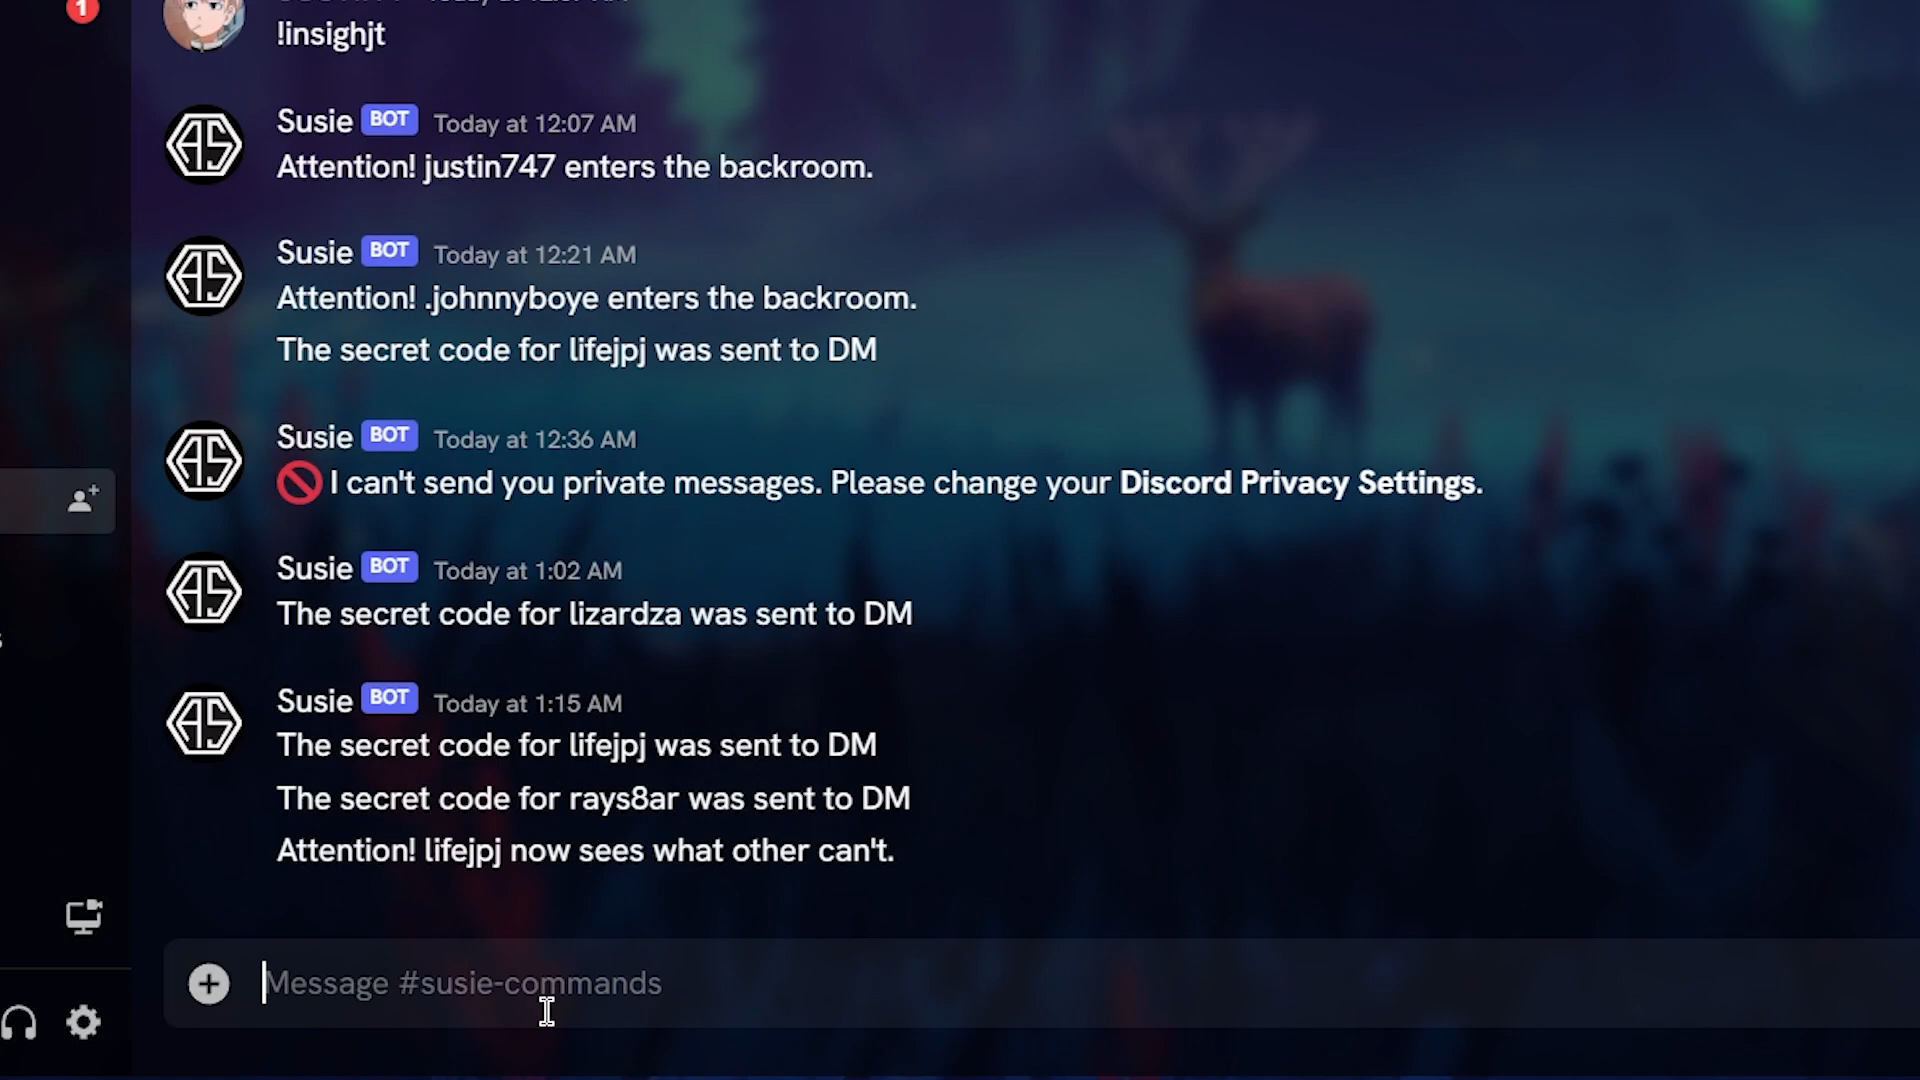 1
!insighjt
Susie BOT Today at 12:07 AM
Attention! justin747 enters the backroom.
Susie BOT Today at 12:21 AM
Attention! .johnnyboye enters the backroom.
The secret code for lifejpj was sent to DM
Susie BOT Today at 12:36 AM
I can't send you private messages. Please change your Discord Privacy Settings.
Susie BOT Today at 1:02 AM
The secret code for lizardza was sent to DM
Susie BOT Today at 1:15 AM
The secret code for lifejpj was sent to DM
The secret code for rays8ar was sent to DM
Attention! lifejpj now sees what other can't.
Message #susie-commands